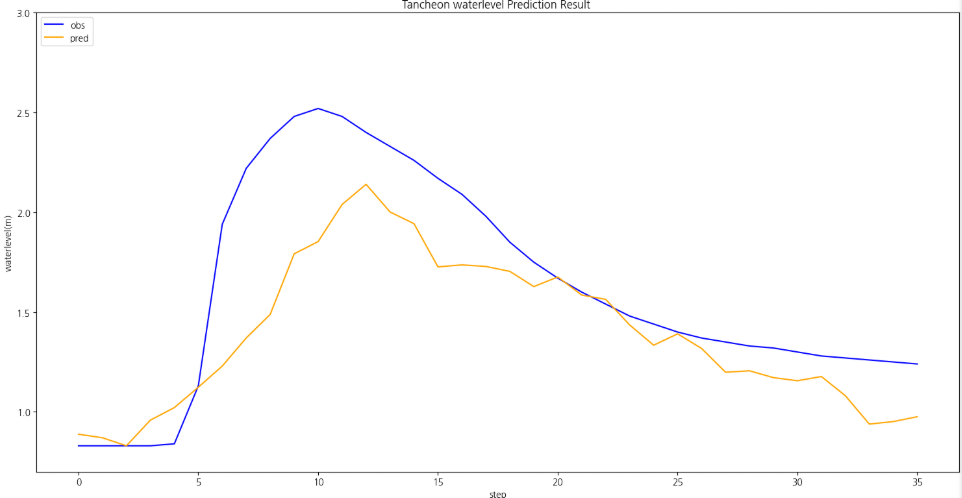 Tancheon waterlevel Prediction Result
obs
pred
3.0
2.5
2.0
1.5
1.0
waterlevel(m)
0 5 10 15 20 25 30 35
step